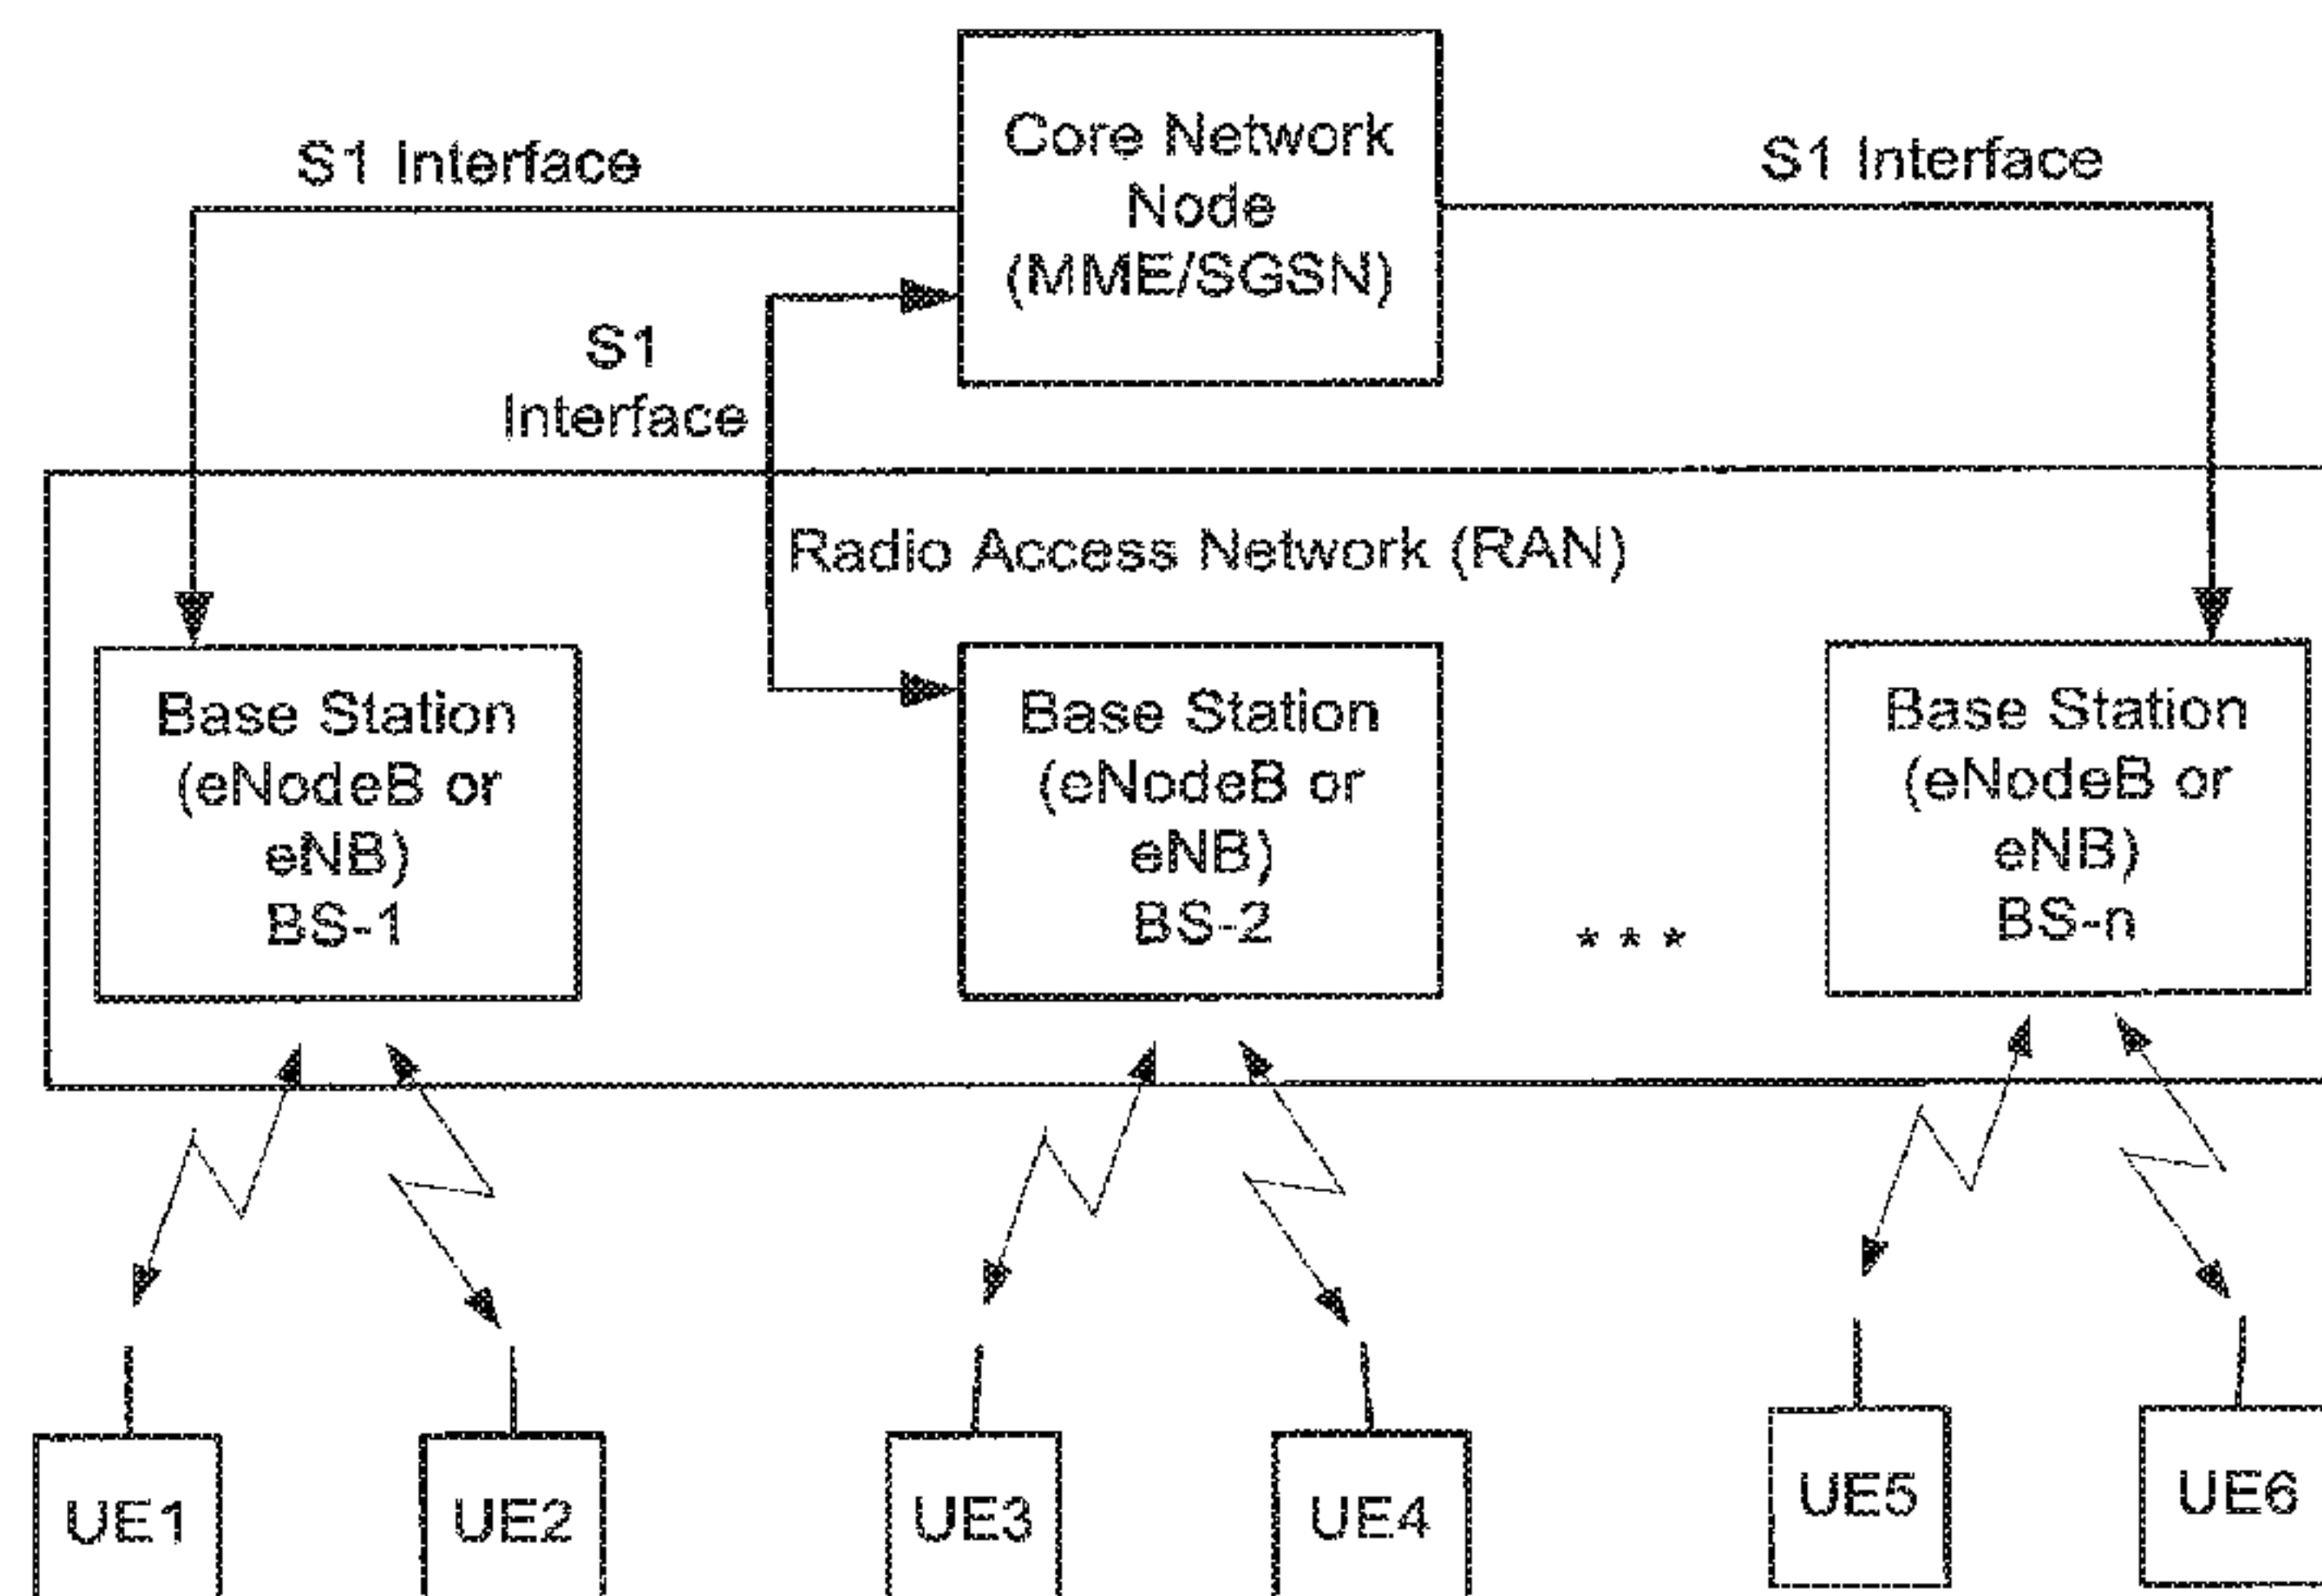 Core Network
Node
(MME/SGSN)
S1 Interface
S1 Interface
S1
Interface
Radio Access Network (RAN)
Base Station
(eNodeB or
eNB)
BS-1
Base Station
(eNodeB or
eNB)
BS-2
* * *
Base Station
(eNodeB or
eNB)
BS-n
UE1
UE2
UE3
UE4
UE5
UE6